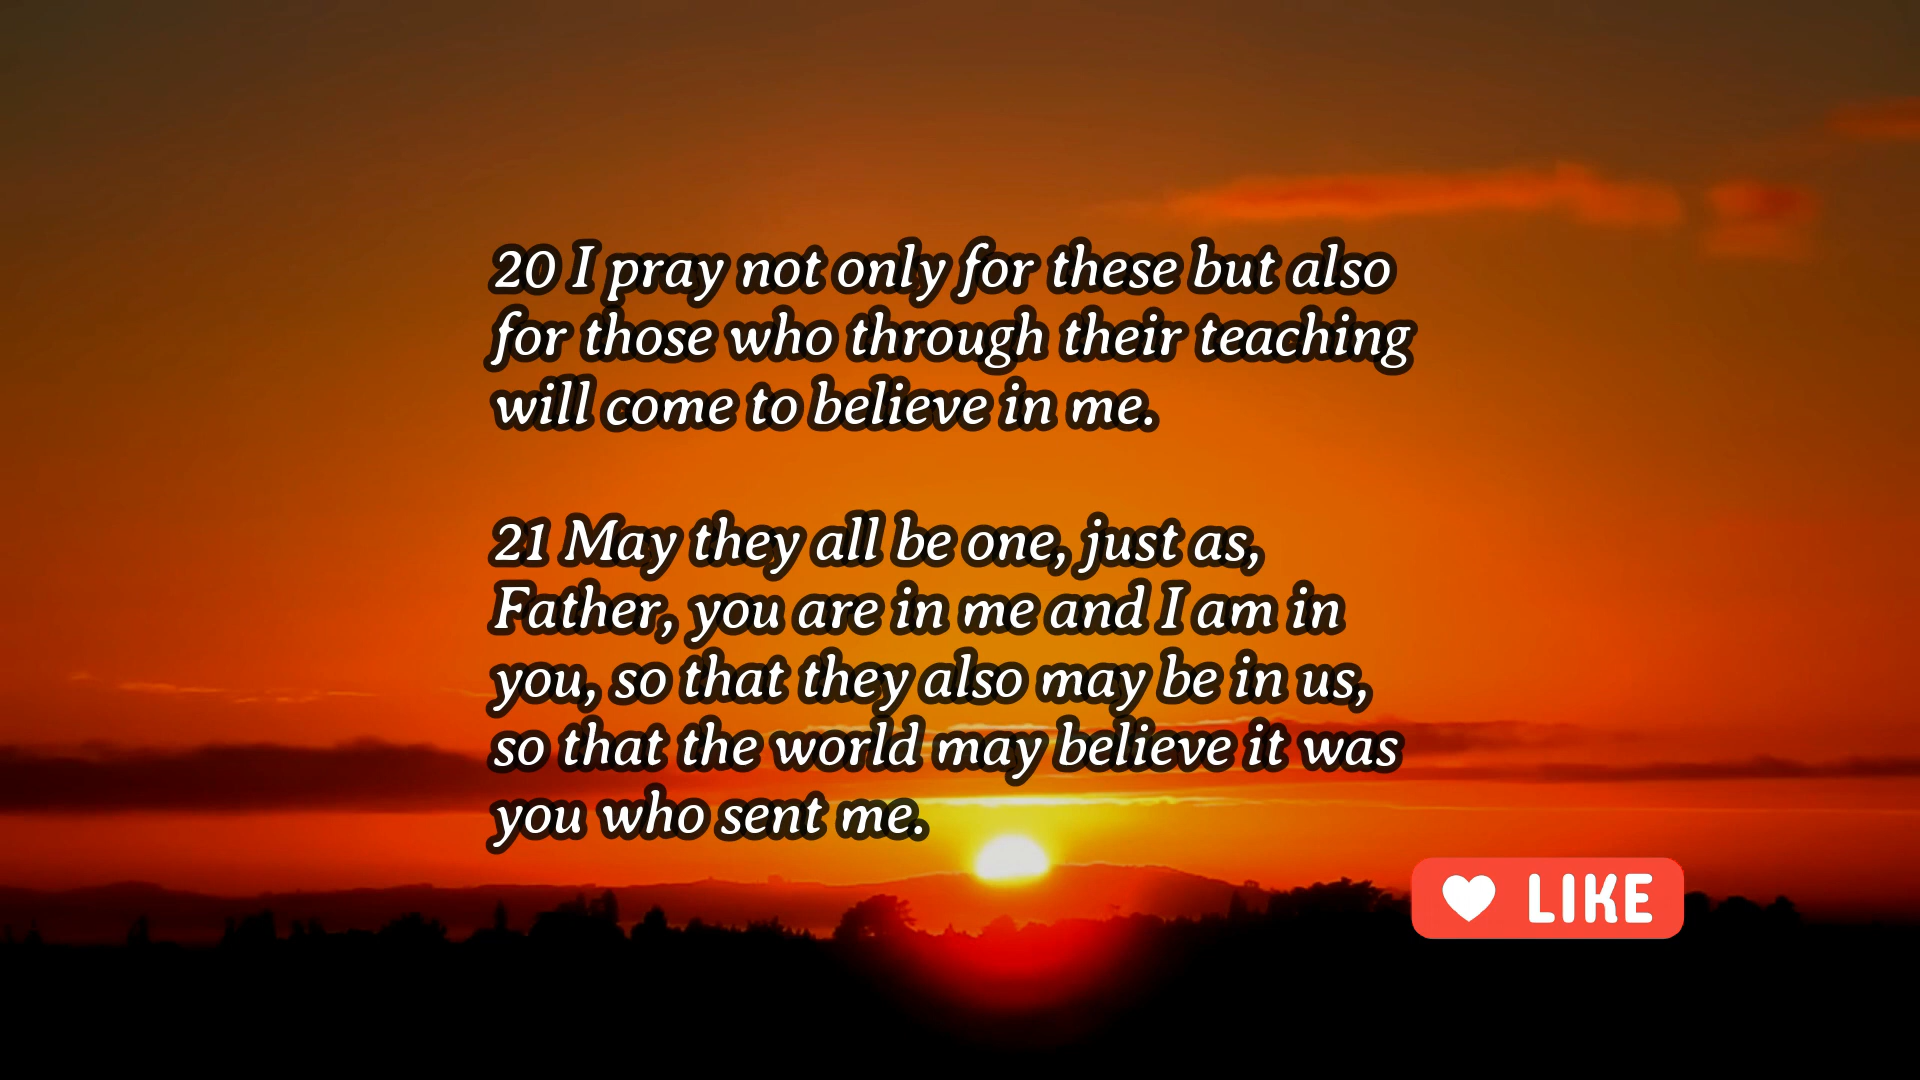 20 I pray not only for these but also
for those who through their teaching
will come to believe in me.
21 May they all be one, just as,
Father, you are in me and I am in
you, so that they also may be in us,
so that the world may believe it was
you who sent me.
LIKE